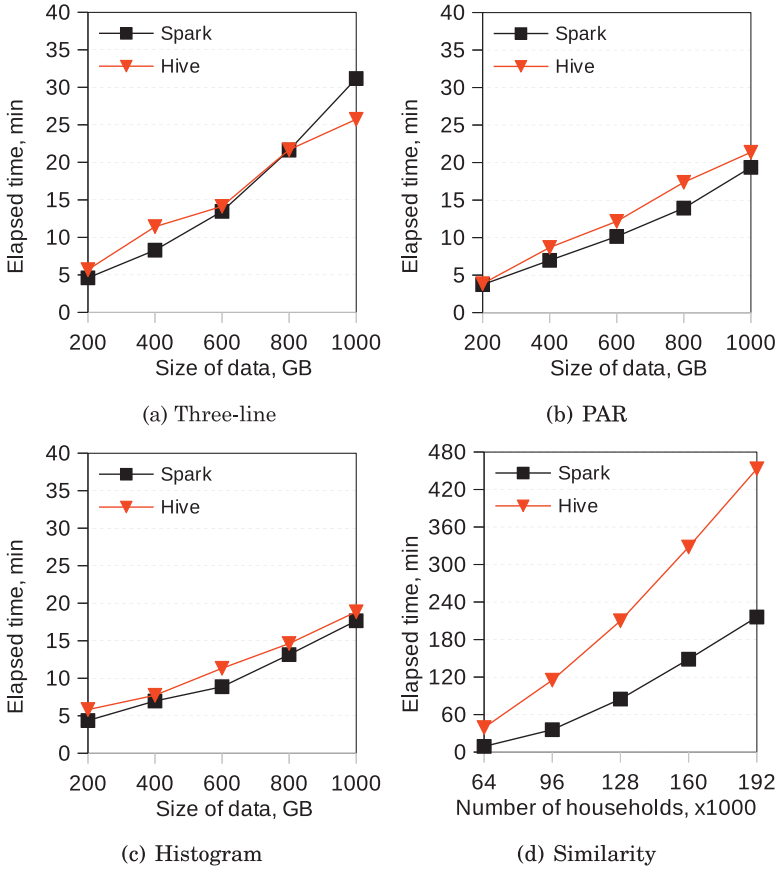 40
35
30
25
20
15
10
5
0
Elapsed time, min
Spark
Hive
200 400 600 800 1000
Size of data, GB
(a) Three-line
40
35
30
25
20
15
10
5
0
Elapsed time, min
Spark
Hive
200 400 600 800 1000
Size of data, GB
(b) PAR
40
35
30
25
20
15
10
5
0
Elapsed time, min
Spark
Hive
200 400 600 800 1000
Size of data, GB
(c) Histogram
480
420
360
300
240
180
120
60
0
Elapsed time, min
Spark
Hive
64 96 128 160 192
Number of households, x1000
(d) Similarity